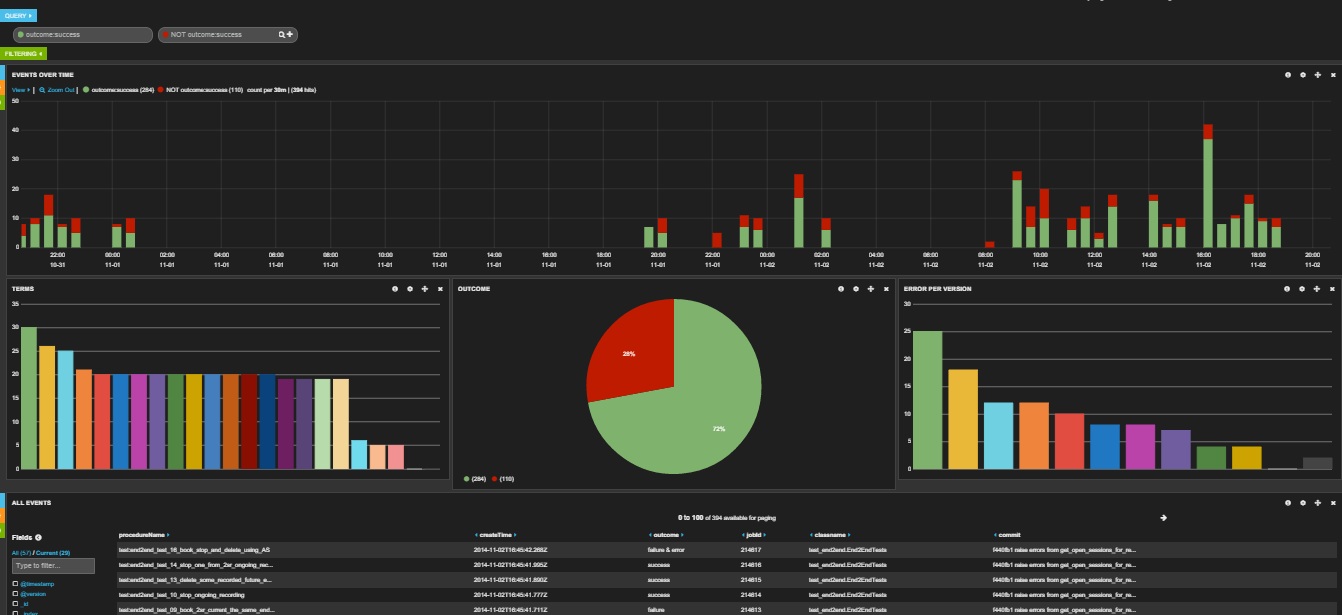 QUERY
outcome:success NOT outcome:success
FILTERING
EVENTS OVER TIME
View | Zoom Out | outcome:success (284) NOT outcome:success (110) count per 30m | (394 hits)
50
40
30
20
10
0
22:00 00:00 02:00 04:00 06:00 08:00 10:00 12:00 14:00 16:00 18:00 20:00 22:00 00:00 02:00 04:00 06:00 08:00 10:00 12:00 14:00 16:00 18:00 20:00
10-31 11-01 11-01 11-01 11-01 11-01 11-01 11-01 11-01 11-01 11-01 11-01 11-01 11-02 11-02 11-02 11-02 11-02 11-02 11-02 11-02 11-02 11-02 11-02
TERMS
35
30
25
20
15
10
5
0
OUTCOME
28%
72%
(284) (110)
ERROR PER VERSION
30
25
20
15
10
5
0
ALL EVENTS
0 to 100 of 394 available for paging
Fields
All (57) / Current (29)
Type to filter...
@timestamp
@version
_id
_index
procedureName createTime outcome jobId classname commit
test:end2end_test_16_book_stop_and_delete_using_AS 2014-11-02T16:45:42.268Z failure & error 214617 test_end2end.End2EndTests f440fb1 raise errors from get_open_sessions_for_re...
test:end2end_test_14_stop_one_from_2ar_ongoing_rec... 2014-11-02T16:45:41.995Z success 214616 test_end2end.End2EndTests f440fb1 raise errors from get_open_sessions_for_re...
test:end2end_test_13_delete_some_recorded_future_e... 2014-11-02T16:45:41.890Z success 214615 test_end2end.End2EndTests f440fb1 raise errors from get_open_sessions_for_re...
test:end2end_test_10_stop_ongoing_recording 2014-11-02T16:45:41.777Z success 214614 test_end2end.End2EndTests f440fb1 raise errors from get_open_sessions_for_re...
test:end2end_test_09_book_2ar_current_the_same_end... 2014-11-02T16:45:41.711Z failure 214613 test_end2end.End2EndTests f440fb1 raise errors from get_open_sessions_for_re...